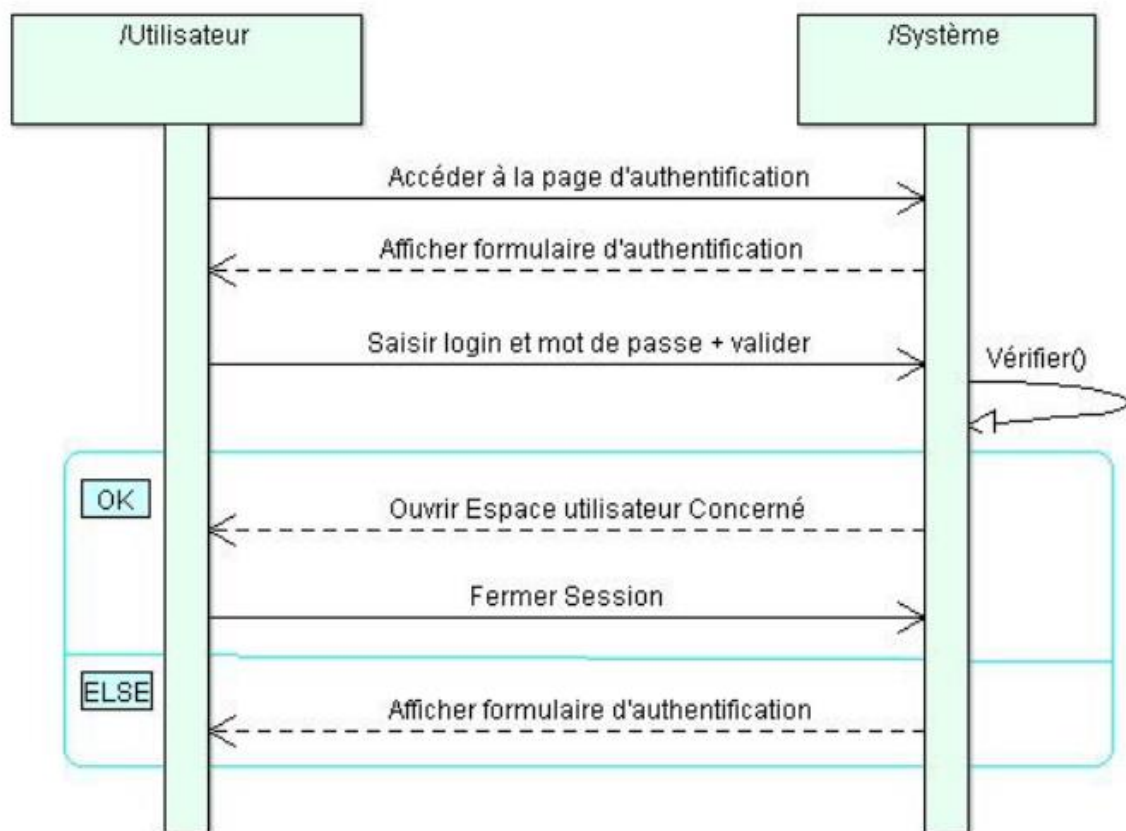 /Utilisateur
/Système
Accéder à la page d'authentification
Afficher formulaire d'authentification
Saisir login et mot de passe + valider
Vérifier()
OK
Ouvrir Espace utilisateur Concerné
Fermer Session
ELSE
Afficher formulaire d'authentification